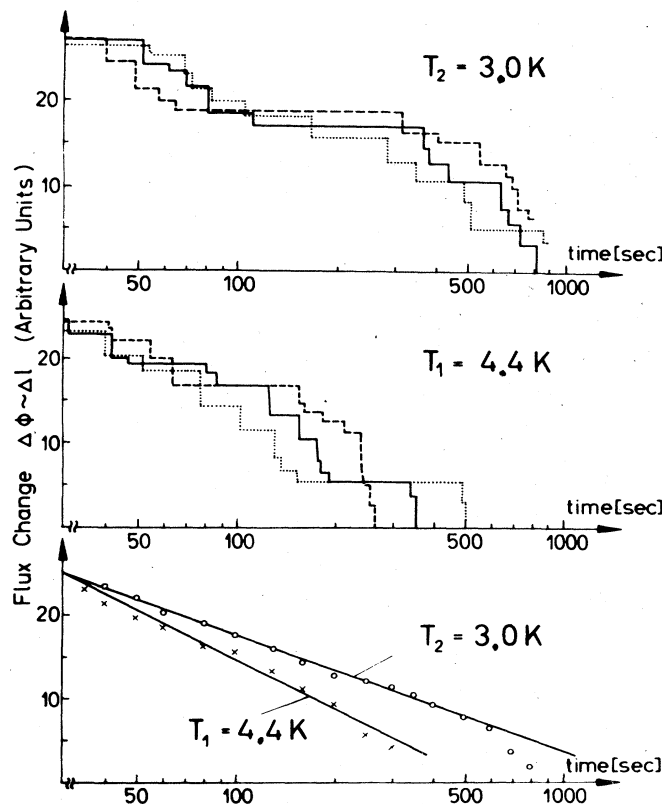 Flux Change Δϕ~Δl (Arbitrary Units)
T₂ = 3.0 K
20
10
time[sec]
50 100 500 1000
T₁ = 4.4 K
20
10
time[sec]
50 100 500 1000
20
10
T₂ = 3.0 K
T₁ = 4.4 K
time[sec]
50 100 500 1000